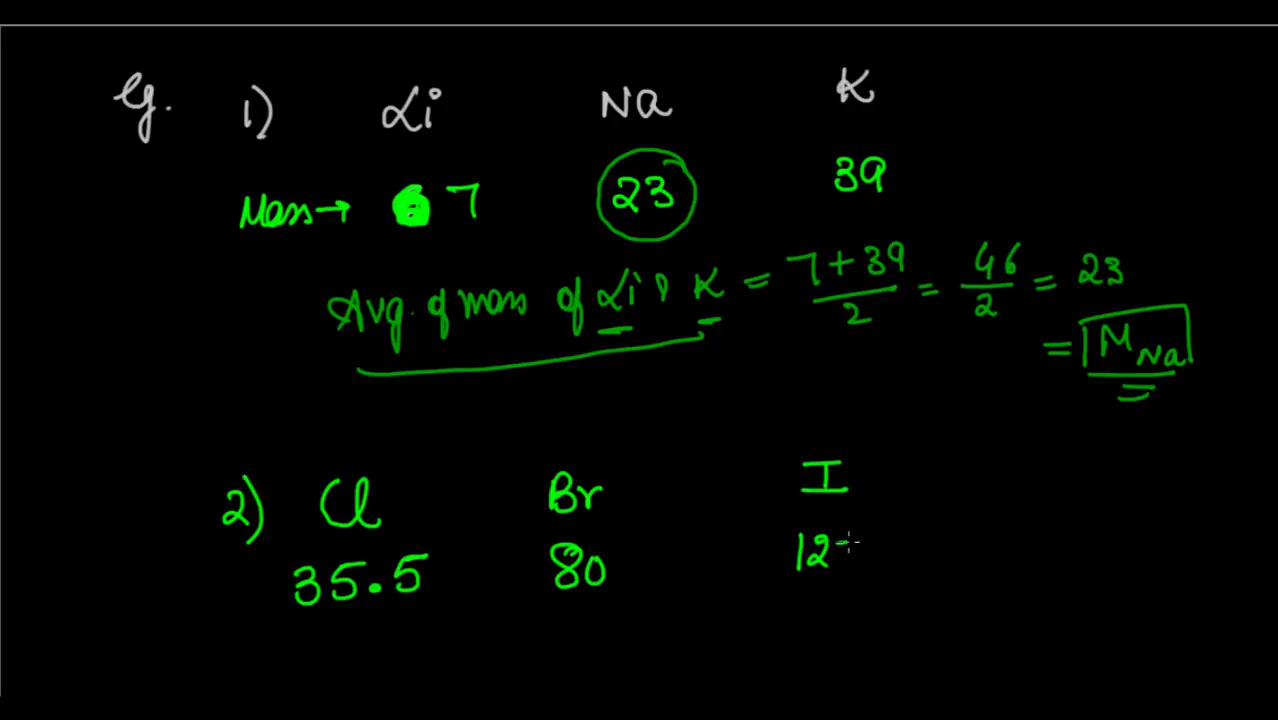 Eg. 1) Li Na K
Mass → 7 23 39
Avg. of mass of Li & K = 7+39/2 = 46/2 = 23
= M_Na
2) Cl Br I
35.5 80 12